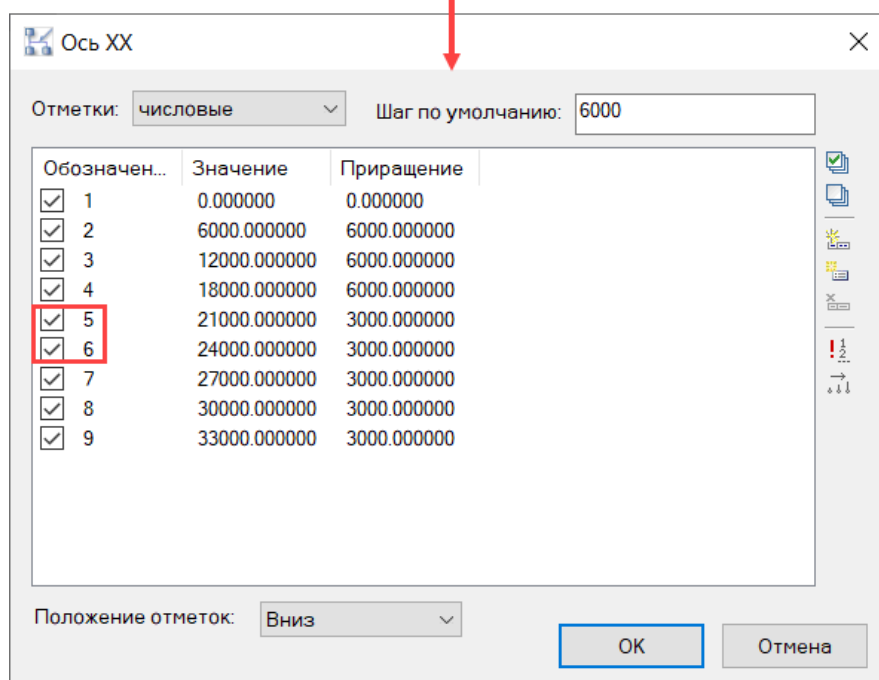 Ось XX
Отметки: числовые Шаг по умолчанию: 6000
Обозначен... Значение Приращение
1 0.000000 0.000000
2 6000.000000 6000.000000
3 12000.000000 6000.000000
4 18000.000000 6000.000000
5 21000.000000 3000.000000
6 24000.000000 3000.000000
7 27000.000000 3000.000000
8 30000.000000 3000.000000
9 33000.000000 3000.000000
Положение отметок: Вниз
OK Отмена